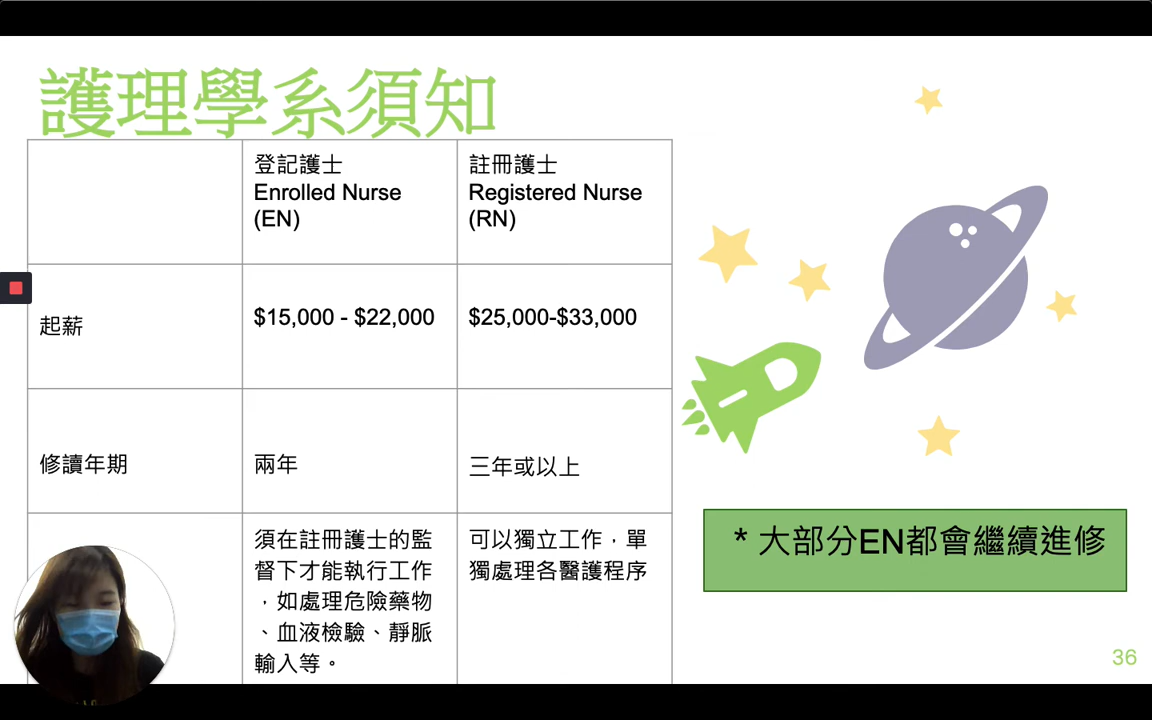 護理學系須知
登記護士
Enrolled Nurse
(EN)
註冊護士
Registered Nurse
(RN)
起薪
$15,000 - $22,000
$25,000-$33,000
修讀年期
兩年
三年或以上
須在註冊護士的監
督下才能執行工作
，如處理危險藥物
、血液檢驗、靜脈
輸入等。
可以獨立工作，單
獨處理各醫護程序
* 大部分EN都會繼續進修
36